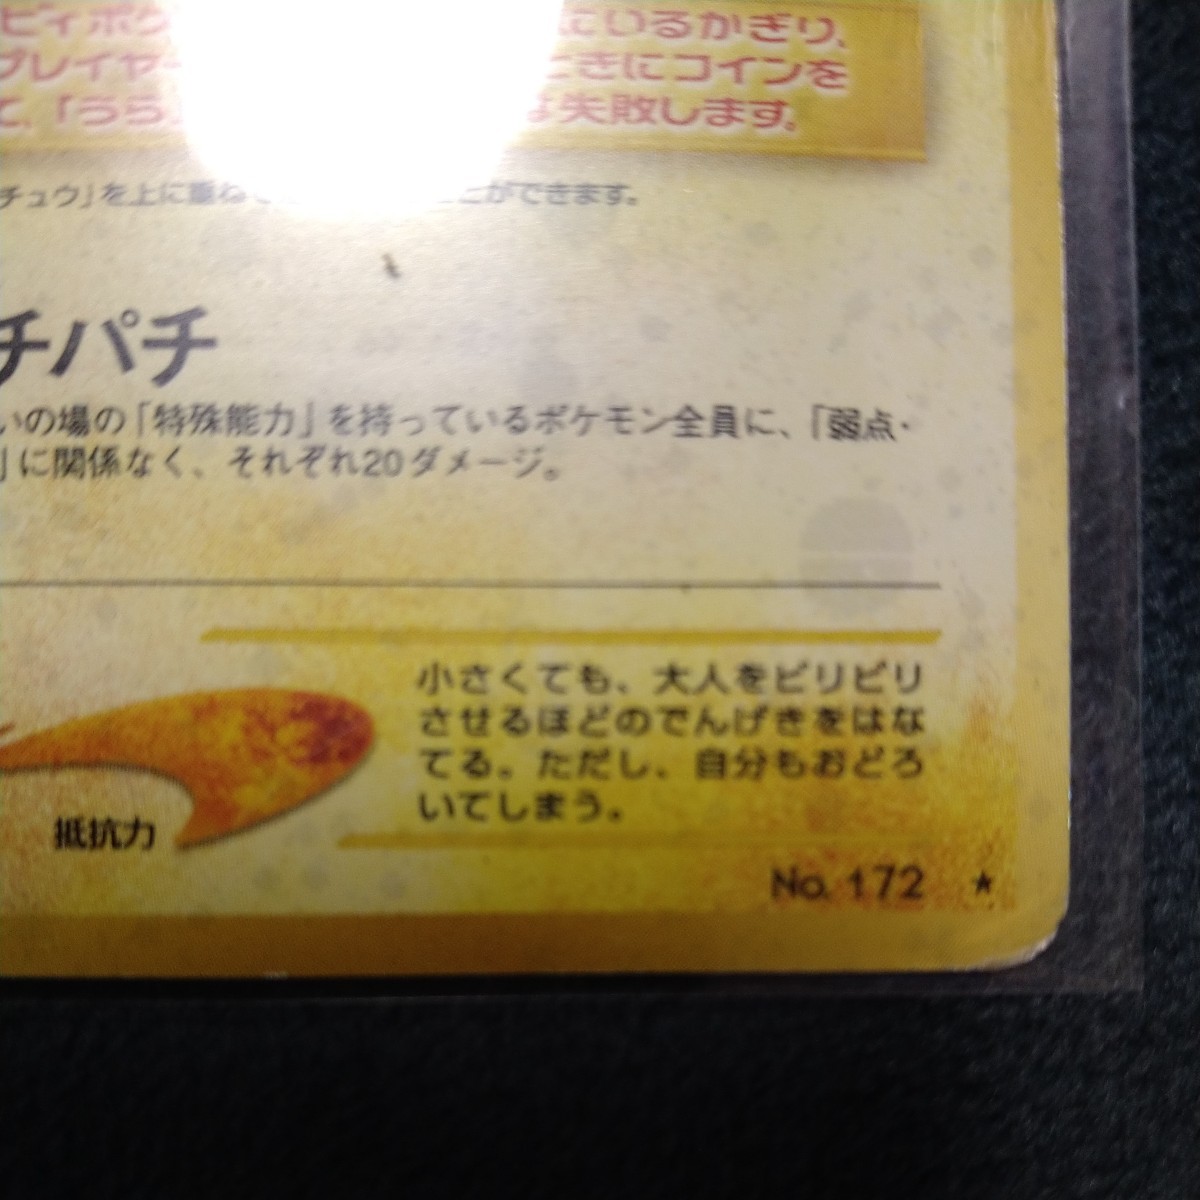 ビィポケ にいるかぎり、
プレイヤー ときにコインを
て、「うら は失敗します。
チュウ」を上に重ね ことができます。
チパチ
いの場の「特殊能力」を持っているポケモン全員に、「弱点・
」に関係なく、それぞれ20ダメージ。
小さくても、大人をビリビリ
させるほどのでんげきをはな
てる。ただし、自分もおどろ
いてしまう。
抵抗力
No. 172 ★